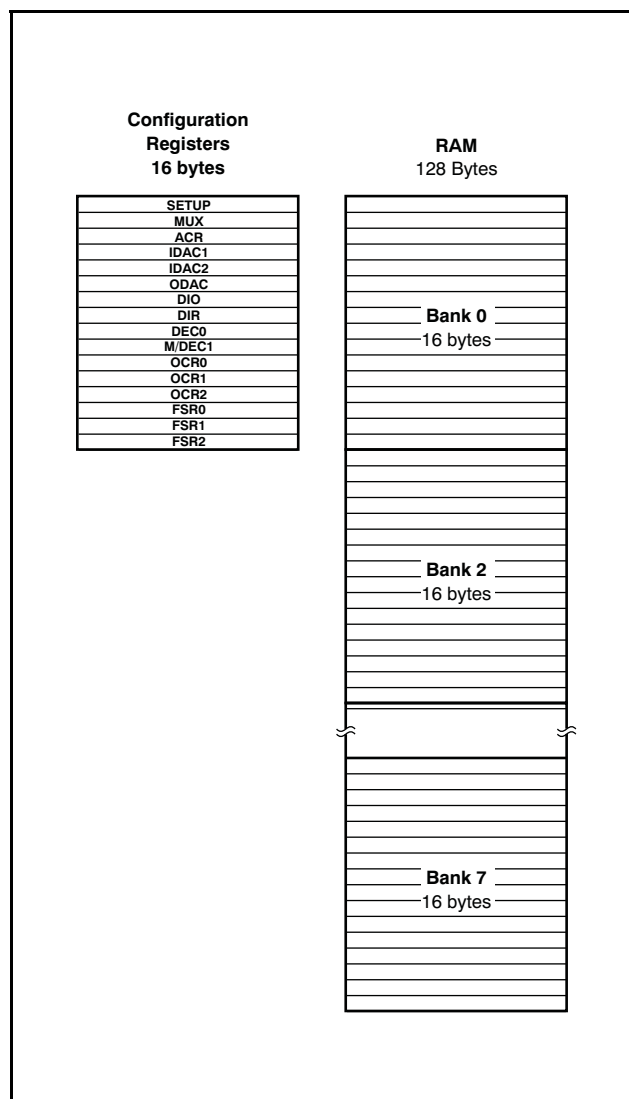 Configuration
Registers
16 bytes
SETUP
MUX
ACR
IDAC1
IDAC2
ODAC
DIO
DIR
DEC0
M/DEC1
OCR0
OCR1
OCR2
FSR0
FSR1
FSR2
RAM
128 Bytes
Bank 0
16 bytes
Bank 2
16 bytes
Bank 7
16 bytes